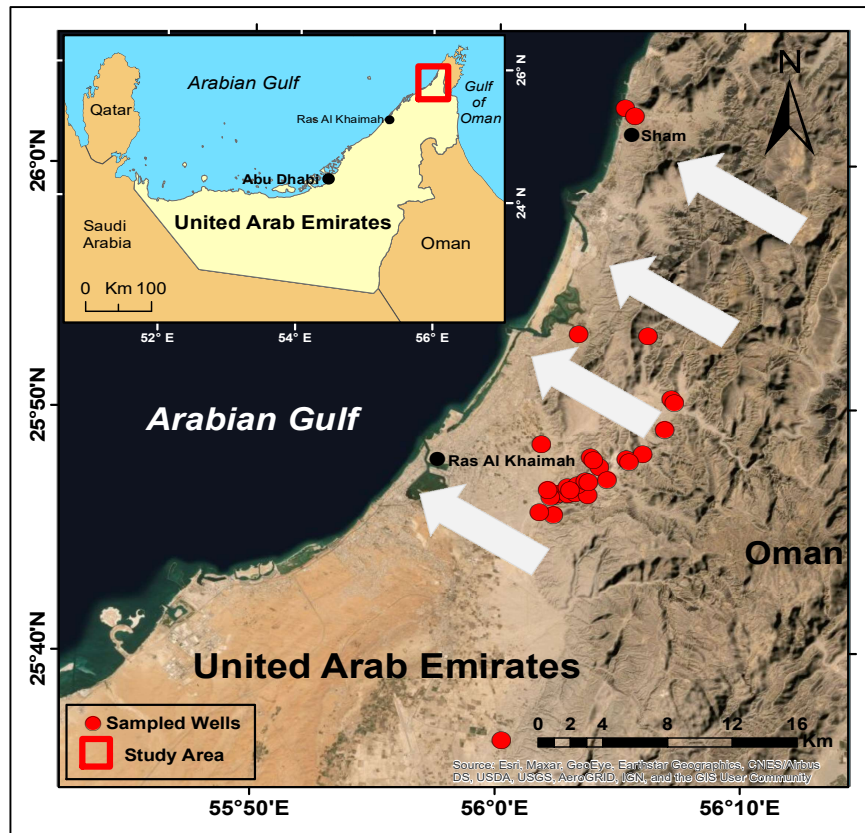 Arabian Gulf
26° N
Gulf
of
Oman
Qatar
Ras Al Khaimah
Abu Dhabi
24° N
United Arab Emirates
Saudi
Arabia
Oman
0 Km 100
52° E
54° E
56° E
N
Sham
26°0'N
25°50'N
25°40'N
Arabian Gulf
Ras Al Khaimah
Oman
United Arab Emirates
Sampled Wells
Study Area
0 2 4 8 12 16
Km
Source: Esri, Maxar, GeoEye, Earthstar Geographics, CNES/Airbus
DS, USDA, USGS, AeroGRID, IGN, and the GIS User Community
55°50'E
56°0'E
56°10'E